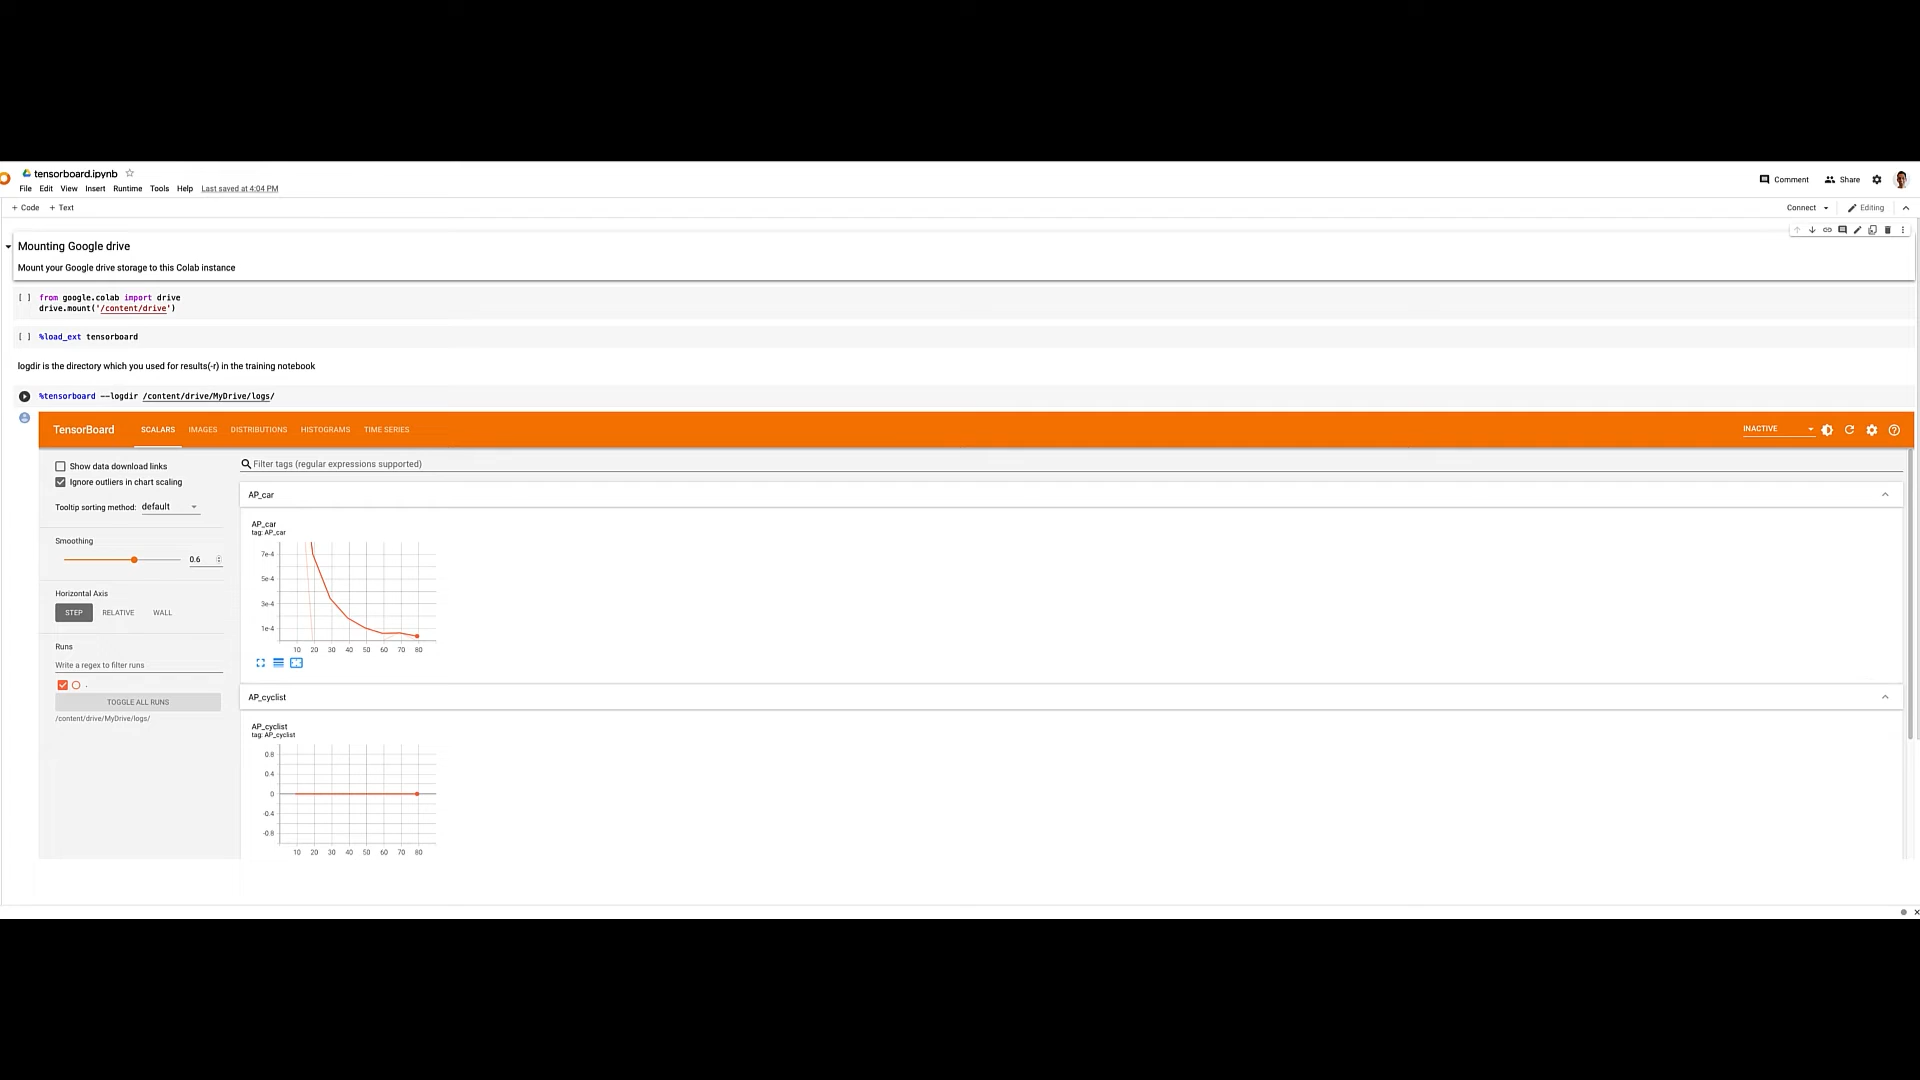 tensorboard.ipynb
File Edit View Insert Runtime Tools Help Last saved at 4:04 PM
Comment Share
+ Code + Text
Connect Editing
Mounting Google drive
Mount your Google drive storage to this Colab instance
[ ] from google.colab import drive
drive.mount('/content/drive')
[ ] %load_ext tensorboard
logdir is the directory which you used for results(-r) in the training notebook
%tensorboard --logdir /content/drive/MyDrive/logs/
TensorBoard SCALARS IMAGES DISTRIBUTIONS HISTOGRAMS TIME SERIES INACTIVE
Show data download links
Ignore outliers in chart scaling
Tooltip sorting method: default
Smoothing
0.6
Horizontal Axis
STEP RELATIVE WALL
Runs
Write a regex to filter runs
.
TOGGLE ALL RUNS
/content/drive/MyDrive/logs/
Filter tags (regular expressions supported)
AP_car
AP_car
tag: AP_car
7e-4
5e-4
3e-4
1e-4
10 20 30 40 50 60 70 80
AP_cyclist
AP_cyclist
tag: AP_cyclist
0.8
0.4
0
-0.4
-0.8
10 20 30 40 50 60 70 80